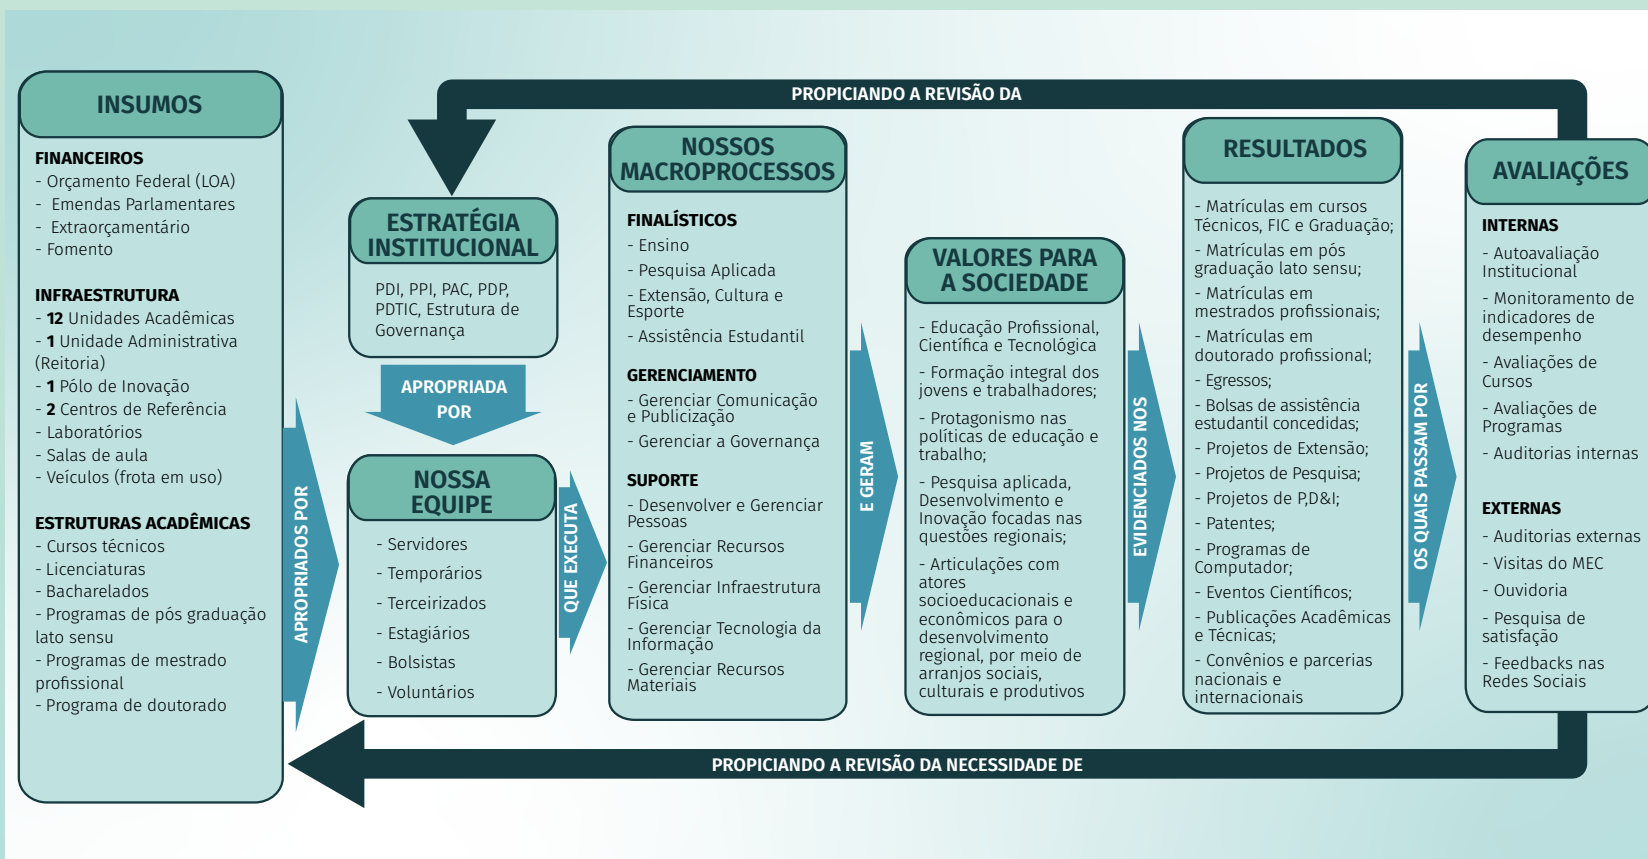 PROPICIANDO A REVISÃO DA
INSUMOS
FINANCEIROS
- Orçamento Federal (LOA)
- Emendas Parlamentares
- Extraorçamentário
- Fomento
INFRAESTRUTURA
- 12 Unidades Acadêmicas
- 1 Unidade Administrativa
(Reitoria)
- 1 Pólo de Inovação
- 2 Centros de Referência
- Laboratórios
- Salas de aula
- Veículos (frota em uso)
ESTRUTURAS ACADÊMICAS
- Cursos técnicos
- Licenciaturas
- Bacharelados
- Programas de pós graduação
lato sensu
- Programas de mestrado
profissional
- Programa de doutorado
APROPRIADOS POR
ESTRATÉGIA
INSTITUCIONAL
PDI, PPI, PAC, PDP,
PDTIC, Estrutura de
Governança
APROPRIADA
POR
NOSSA
EQUIPE
- Servidores
- Temporários
- Terceirizados
- Estagiários
- Bolsistas
- Voluntários
QUE EXECUTA
NOSSOS
MACROPROCESSOS
FINALÍSTICOS
- Ensino
- Pesquisa Aplicada
- Extensão, Cultura e
Esporte
- Assistência Estudantil
GERENCIAMENTO
- Gerenciar Comunicação
e Publicização
- Gerenciar a Governança
SUPORTE
- Desenvolver e Gerenciar
Pessoas
- Gerenciar Recursos
Financeiros
- Gerenciar Infraestrutura
Física
- Gerenciar Tecnologia da
Informação
- Gerenciar Recursos
Materiais
E GERAM
VALORES PARA
A SOCIEDADE
- Educação Profissional,
Científica e Tecnológica
- Formação integral dos
jovens e trabalhadores;
- Protagonismo nas
políticas de educação e
trabalho;
- Pesquisa aplicada,
Desenvolvimento e
Inovação focadas nas
questões regionais;
- Articulações com
atores
socioeducacionais e
econômicos para o
desenvolvimento
regional, por meio de
arranjos sociais,
culturais e produtivos
EVIDENCIADOS NOS
RESULTADOS
- Matrículas em cursos
Técnicos, FIC e Graduação;
- Matrículas em pós
graduação lato sensu;
- Matrículas em
mestrados profissionais;
- Matrículas em
doutorado profissional;
- Egressos;
- Bolsas de assistência
estudantil concedidas;
- Projetos de Extensão;
- Projetos de Pesquisa;
- Projetos de P,D&I;
- Patentes;
- Programas de
Computador;
- Eventos Científicos;
- Publicações Acadêmicas
e Técnicas;
- Convênios e parcerias
nacionais e
internacionais
OS QUAIS PASSAM POR
AVALIAÇÕES
INTERNAS
- Autoavaliação
Institucional
- Monitoramento de
indicadores de
desempenho
- Avaliações de
Cursos
- Avaliações de
Programas
- Auditorias internas
EXTERNAS
- Auditorias externas
- Visitas do MEC
- Ouvidoria
- Pesquisa de
satisfação
- Feedbacks nas
Redes Sociais
PROPICIANDO A REVISÃO DA NECESSIDADE DE